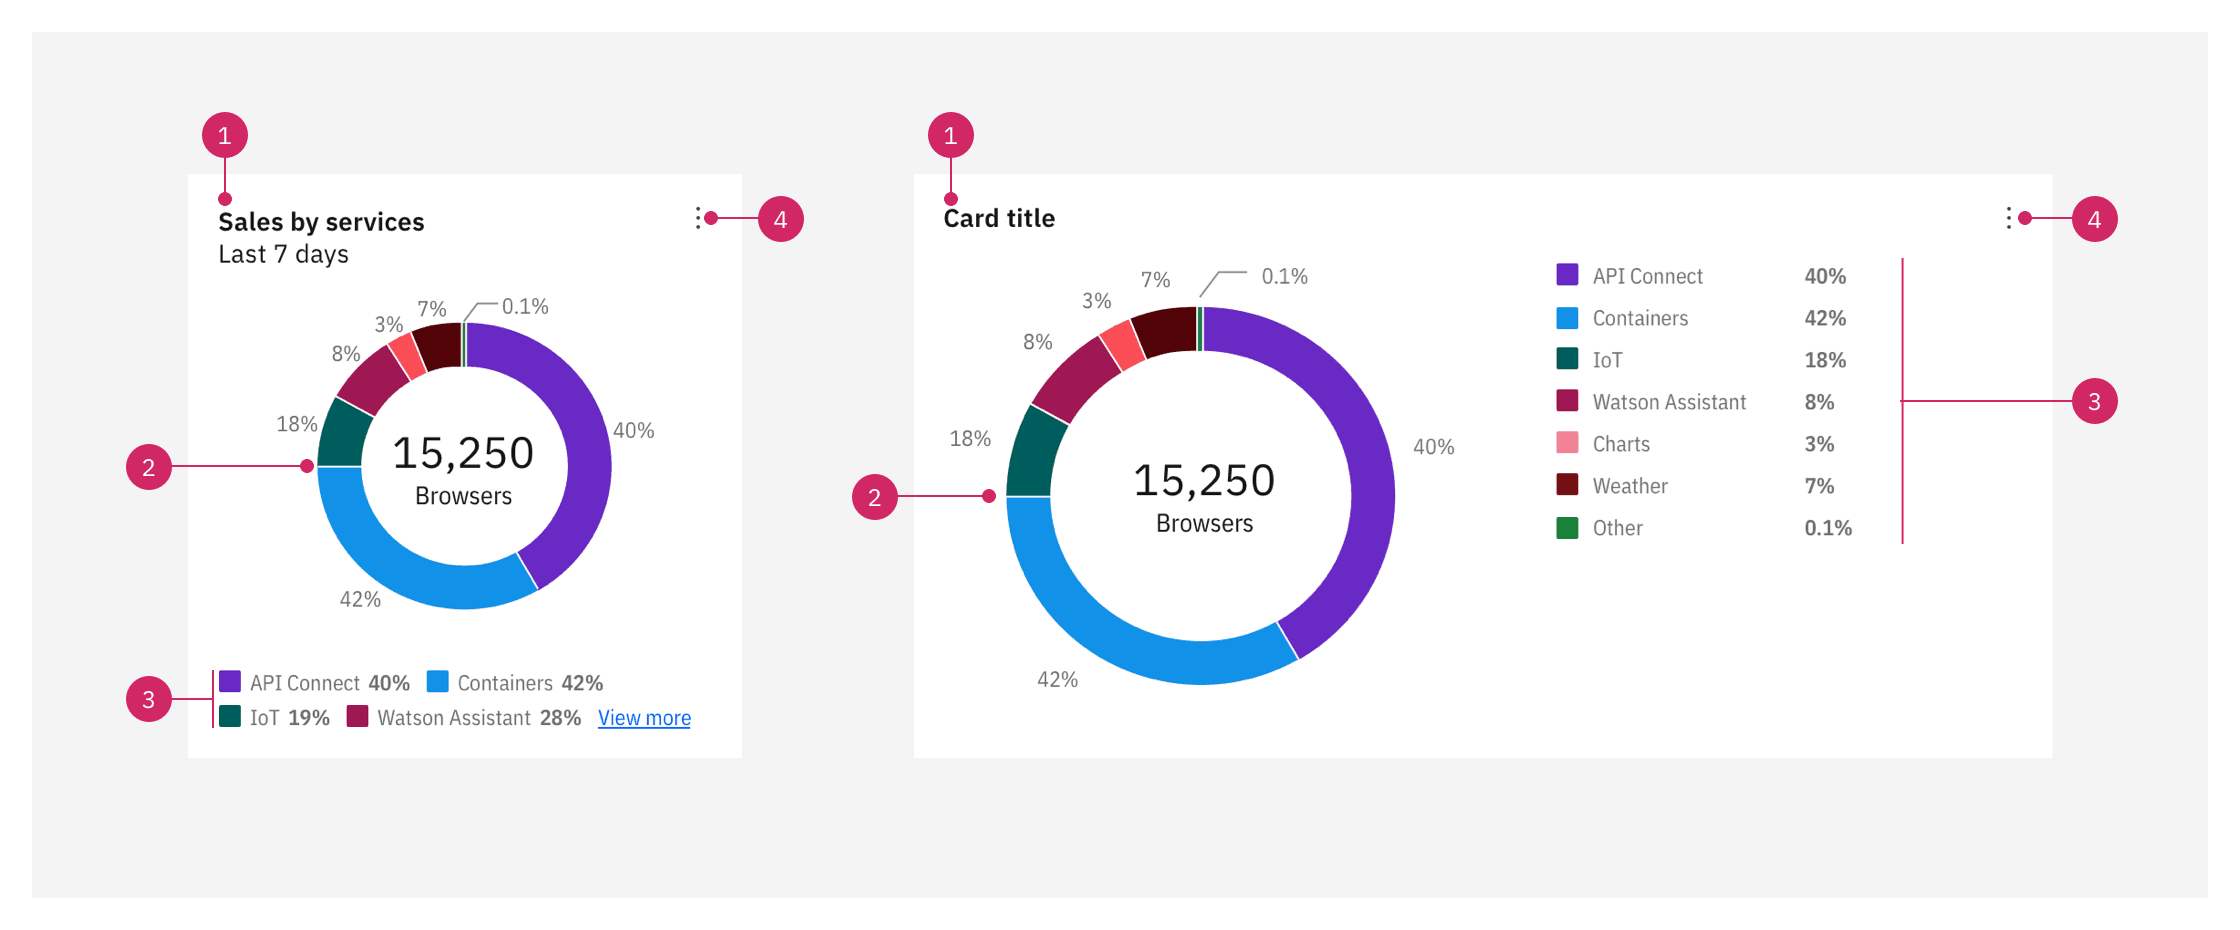 1
Sales by services
Last 7 days
4
7%
0.1%
3%
8%
18%
40%
2
15,250
Browsers
42%
3
API Connect 40% Containers 42%
IoT 19% Watson Assistant 28% View more
1
Card title
4
7%
0.1%
3%
8%
18%
40%
2
15,250
Browsers
42%
API Connect 40%
Containers 42%
IoT 18%
Watson Assistant 8%
Charts 3%
Weather 7%
Other 0.1%
3